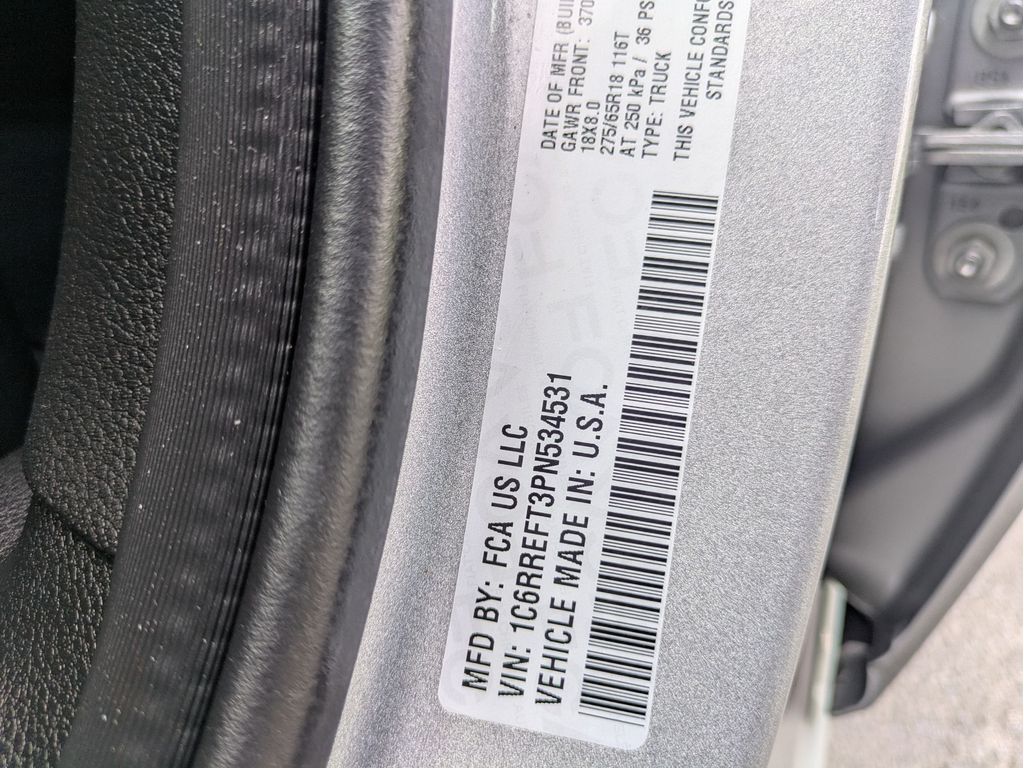 MFD BY: FCA US LLC
DATE OF MFR
GAWR FRONT: 370
18X8.0
275/65R18 116T
AT 250 kPa/ 36 PS
TYPE: TRUCK
VIN: 1C6RREFT3PN534531
VEHICLE MADE IN: U.S.A.
THIS VEHICLE CONF
STANDARDS